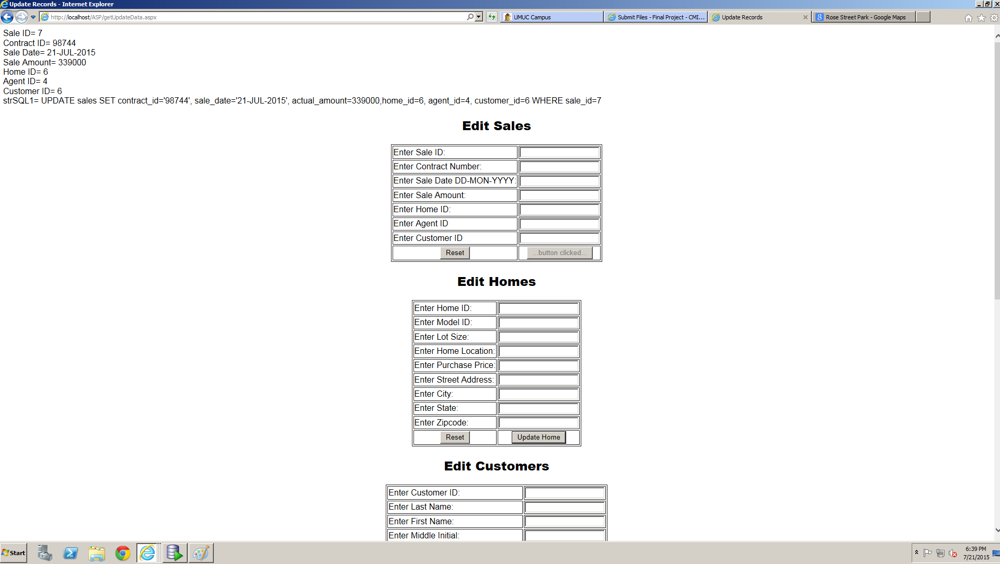 Update Records - Internet Explorer
http://localhost/ASP/getUpdateData.aspx
UMUC Campus
Submit Files - Final Project - CMI...
Update Records
Rose Street Park - Google Maps
Sale ID= 7
Contract ID= 98744
Sale Date= 21-JUL-2015
Sale Amount= 339000
Home ID= 6
Agent ID= 4
Customer ID= 6
strSQL1= UPDATE sales SET contract_id='98744', sale_date='21-JUL-2015', actual_amount=339000,home_id=6, agent_id=4, customer_id=6 WHERE sale_id=7
Edit Sales
Enter Sale ID:
Enter Contract Number:
Enter Sale Date DD-MON-YYYY:
Enter Sale Amount:
Enter Home ID:
Enter Agent ID
Enter Customer ID
Reset
...button clicked...
Edit Homes
Enter Home ID:
Enter Model ID:
Enter Lot Size:
Enter Home Location:
Enter Purchase Price:
Enter Street Address:
Enter City:
Enter State:
Enter Zipcode:
Reset
Update Home
Edit Customers
Enter Customer ID:
Enter Last Name:
Enter First Name:
Enter Middle Initial:
Start
6:39 PM
7/21/2015